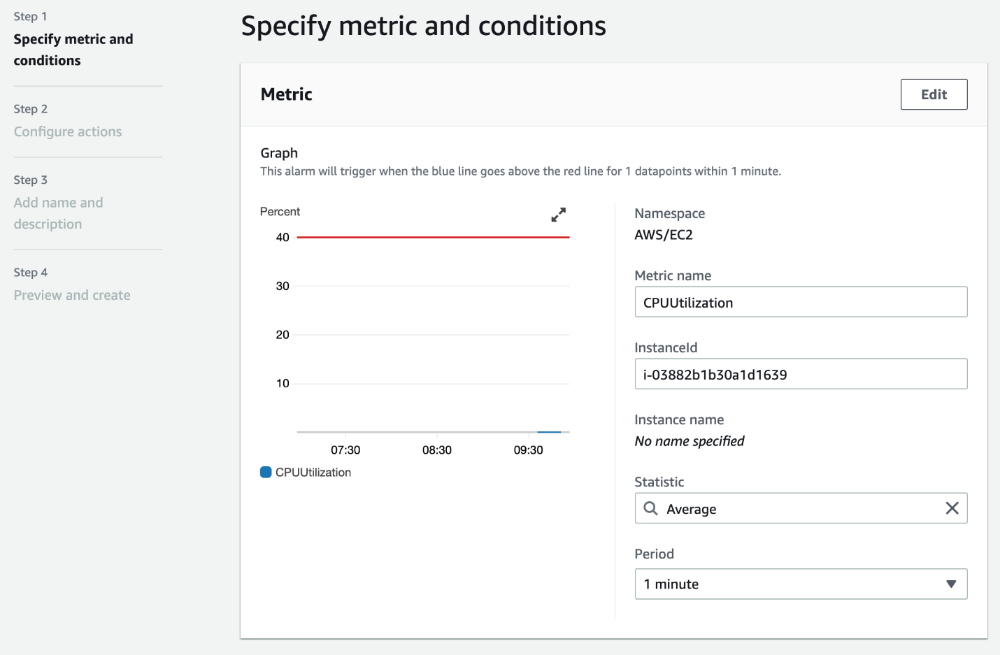 Step 1
Specify metric and
conditions
Step 2
Configure actions
Step 3
Add name and
description
Step 4
Preview and create
Specify metric and conditions
Metric
Edit
Graph
This alarm will trigger when the blue line goes above the red line for 1 datapoints within 1 minute.
Percent
40
30
20
10
07:30 08:30 09:30
CPUUtilization
Namespace
AWS/EC2
Metric name
CPUUtilization
InstanceId
i-03882b1b30a1d1639
Instance name
No name specified
Statistic
Average
Period
1 minute